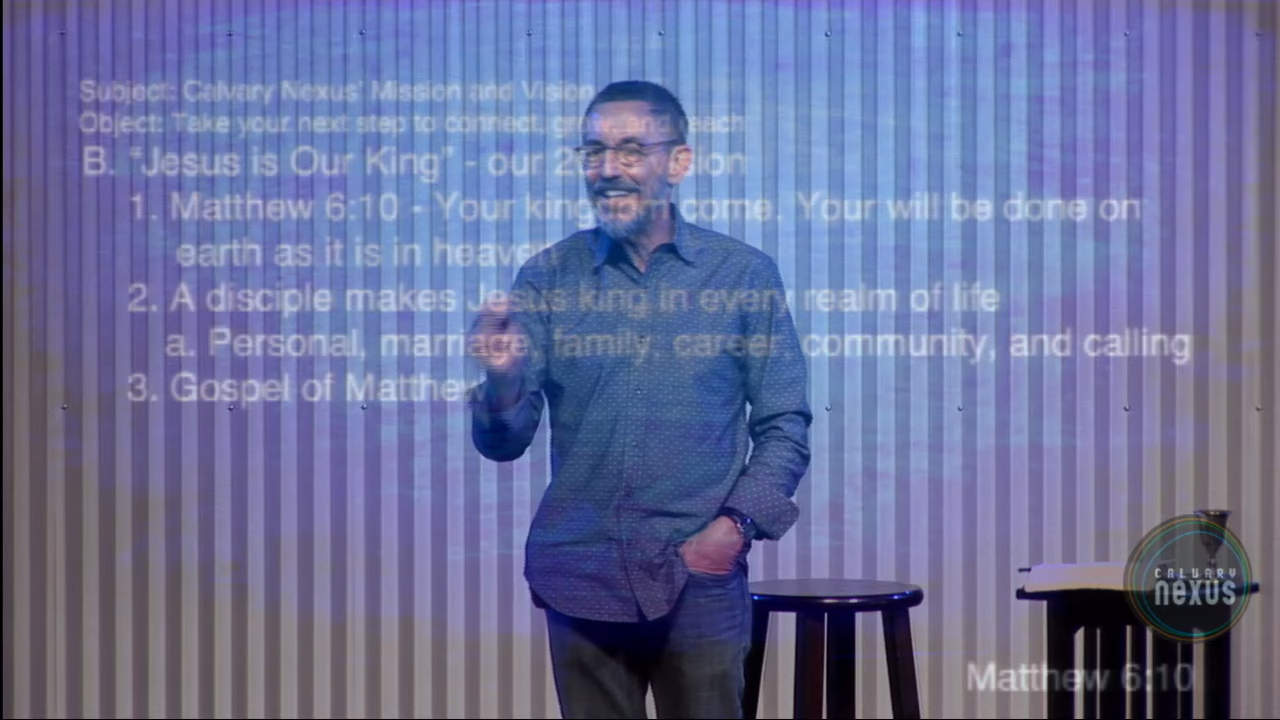 Subject: Calvary Nexus' Mission and Vision
Object: Take your next step to connect, each
B. "Jesus is Our King" - our
1. Matthew 6:10 - Your come. Your will be done on
earth as it is in heaven
2. A disciple makes Jesus king in every realm of life
a. Personal, marriage, family, career, community, and calling
3. Gospel of Matthew
CALVARY
nexus
Matthew 6:10